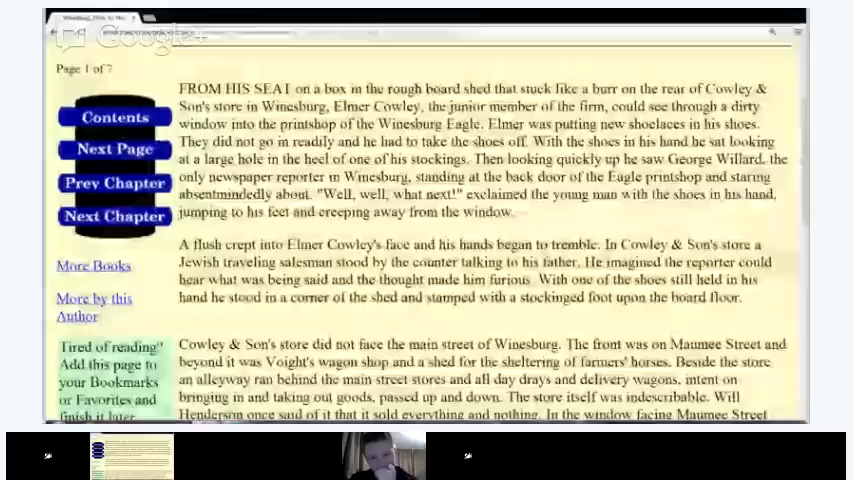 Winesburg, Ohio, by
Google+
Page 1 of 7
Contents
Next Page
Prev Chapter
Next Chapter
More Books
More by this
Author
Tired of reading?
Add this page to
your Bookmarks
or Favorites and
finish it later
FROM HIS SEAT on a box in the rough board shed that stuck like a burr on the rear of Cowley &
Son's store in Winesburg, Elmer Cowley, the junior member of the firm, could see through a dirty
window into the printshop of the Winesburg Eagle. Elmer was putting new shoelaces in his shoes.
They did not go in readily and he had to take the shoes off. With the shoes in his hand he sat looking
at a large hole in the heel of one of his stockings. Then looking quickly up he saw George Willard, the
only newspaper reporter in Winesburg, standing at the back door of the Eagle printshop and staring
absentmindedly about. "Well, well, what next!" exclaimed the young man with the shoes in his hand,
jumping to his feet and creeping away from the window.
A flush crept into Elmer Cowley's face and his hands began to tremble. In Cowley & Son's store a
Jewish traveling salesman stood by the counter talking to his father. He imagined the reporter could
hear what was being said and the thought made him furious. With one of the shoes still held in his
hand he stood in a corner of the shed and stamped with a stockinged foot upon the board floor.
Cowley & Son's store did not face the main street of Winesburg. The front was on Maumee Street and
beyond it was Voight's wagon shop and a shed for the sheltering of farmers' horses. Beside the store
an alleyway ran behind the main street stores and all day drays and delivery wagons, intent on
bringing in and taking out goods, passed up and down. The store itself was indescribable. Will
Henderson once said of it that it sold everything and nothing. In the window facing Maumee Street